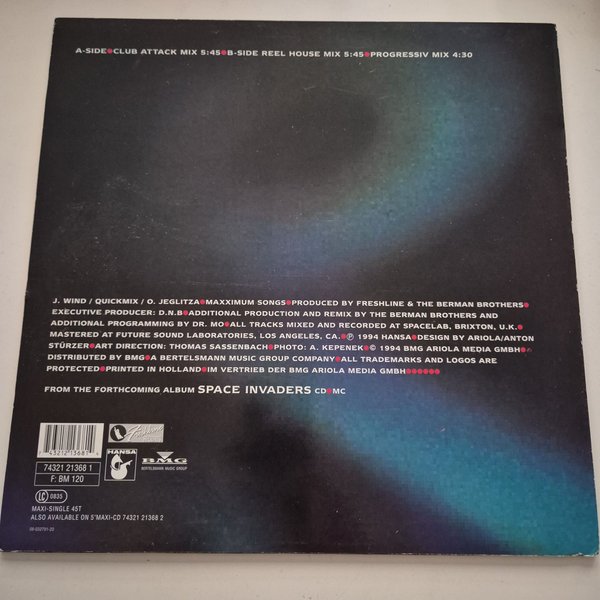 A-SIDE●CLUB ATTACK MIX 5:45●B-SIDE REEL HOUSE MIX 5:45●PROGRESSIV MIX 4:30
J. WIND / QUICKMIX / O. JEGLITZA●MAXXIMUM SONGS●PRODUCED BY FRESHLINE & THE BERMAN BROTHERS●
EXECUTIVE PRODUCER: D.N.B●ADDITIONAL PRODUCTION AND REMIX BY THE BERMAN BROTHERS AND
ADDITIONAL PROGRAMMING BY DR. MO●ALL TRACKS MIXED AND RECORDED AT SPACELAB, BRIXTON, U.K.●
MASTERED AT FUTURE SOUND LABORATORIES, LOS ANGELES, CA.●Ⓟ 1994 HANSA●DESIGN BY ARIOLA/ANTON
STÜRZER●ART DIRECTION: THOMAS SASSENBACH●PHOTO: A. KEPENEK●© 1994 BMG ARIOLA MEDIA GMBH●
DISTRIBUTED BY BMG●A BERTELSMANN MUSIC GROUP COMPANY●ALL TRADEMARKS AND LOGOS ARE
PROTECTED●PRINTED IN HOLLAND●IM VERTRIEB DER BMG ARIOLA MEDIA GMBH●●●●●●
FROM THE FORTHCOMING ALBUM SPACE INVADERS CD●MC
74321 21368 1
F: BM 120
HANSA
BMG
BERTELSMANN MUSIC GROUP
LC 0835
MAXI-SINGLE 45T
ALSO AVAILABLE ON 5"MAXI-CD 74321 21368 2